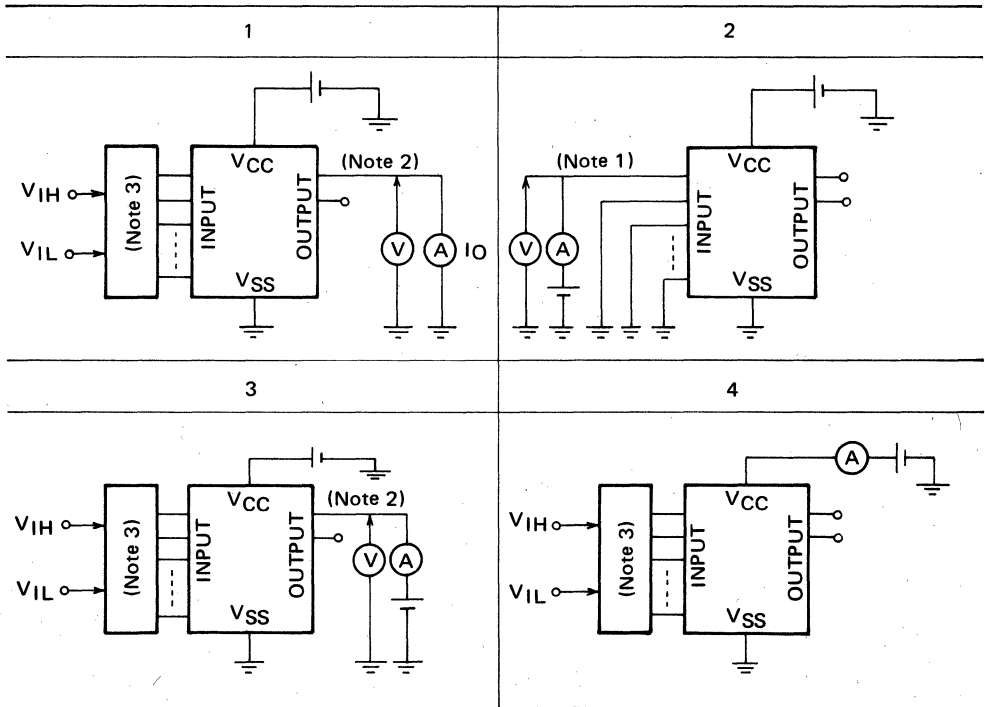 1
VCC
(Note 2)
VIH
VIL
(Note 3)
INPUT
OUTPUT
V
A
IO
VSS
2
VCC
(Note 1)
V
A
INPUT
OUTPUT
VSS
3
VCC
(Note 2)
VIH
VIL
(Note 3)
INPUT
OUTPUT
V
A
VSS
4
A
VCC
VIH
VIL
(Note 3)
INPUT
OUTPUT
VSS